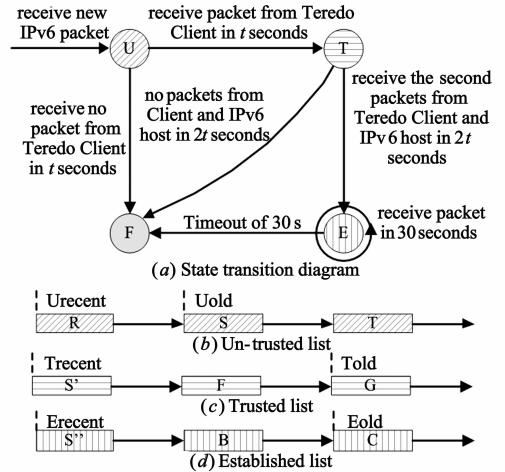 receive new
IPv6 packet
receive packet from Teredo
Client in t seconds
U
T
receive no
packet from
Teredo Client
in t seconds
no packets from
Client and IPv6
host in 2t seconds
receive the second
packets from
Teredo Client and
IPv6 host in 2t
seconds
F
Timeout of 30 s
E
receive packet
in 30 seconds
(a) State transition diagram
Urecent
Uold
R
S
T
(b) Un-trusted list
Trecent
Told
S'
F
G
(c) Trusted list
Erecent
Eold
S''
B
C
(d) Established list